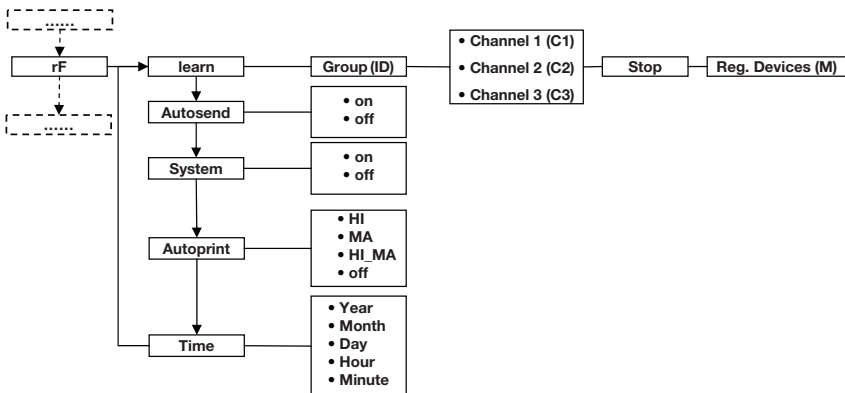 ......
rF
......
learn
Group (ID)
• Channel 1 (C1)
• Channel 2 (C2)
• Channel 3 (C3)
Stop
Reg. Devices (M)
Autosend
• on
• off
System
• on
• off
Autoprint
• HI
• MA
• HI_MA
• off
Time
• Year
• Month
• Day
• Hour
• Minute